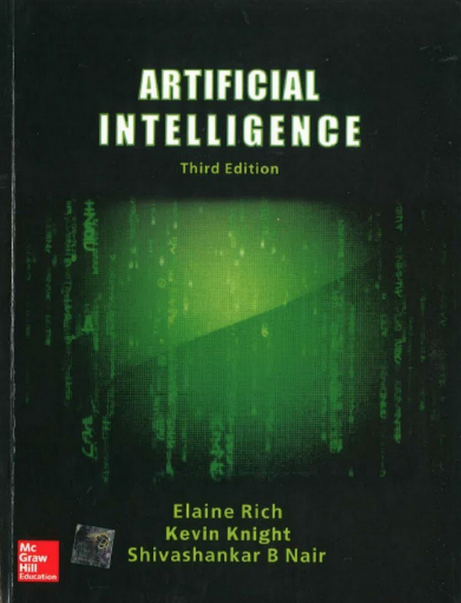 ARTIFICIAL
INTELLIGENCE
Third Edition
Elaine Rich
Kevin Knight
Shivashankar B Nair
Mc
Graw
Hill
Education